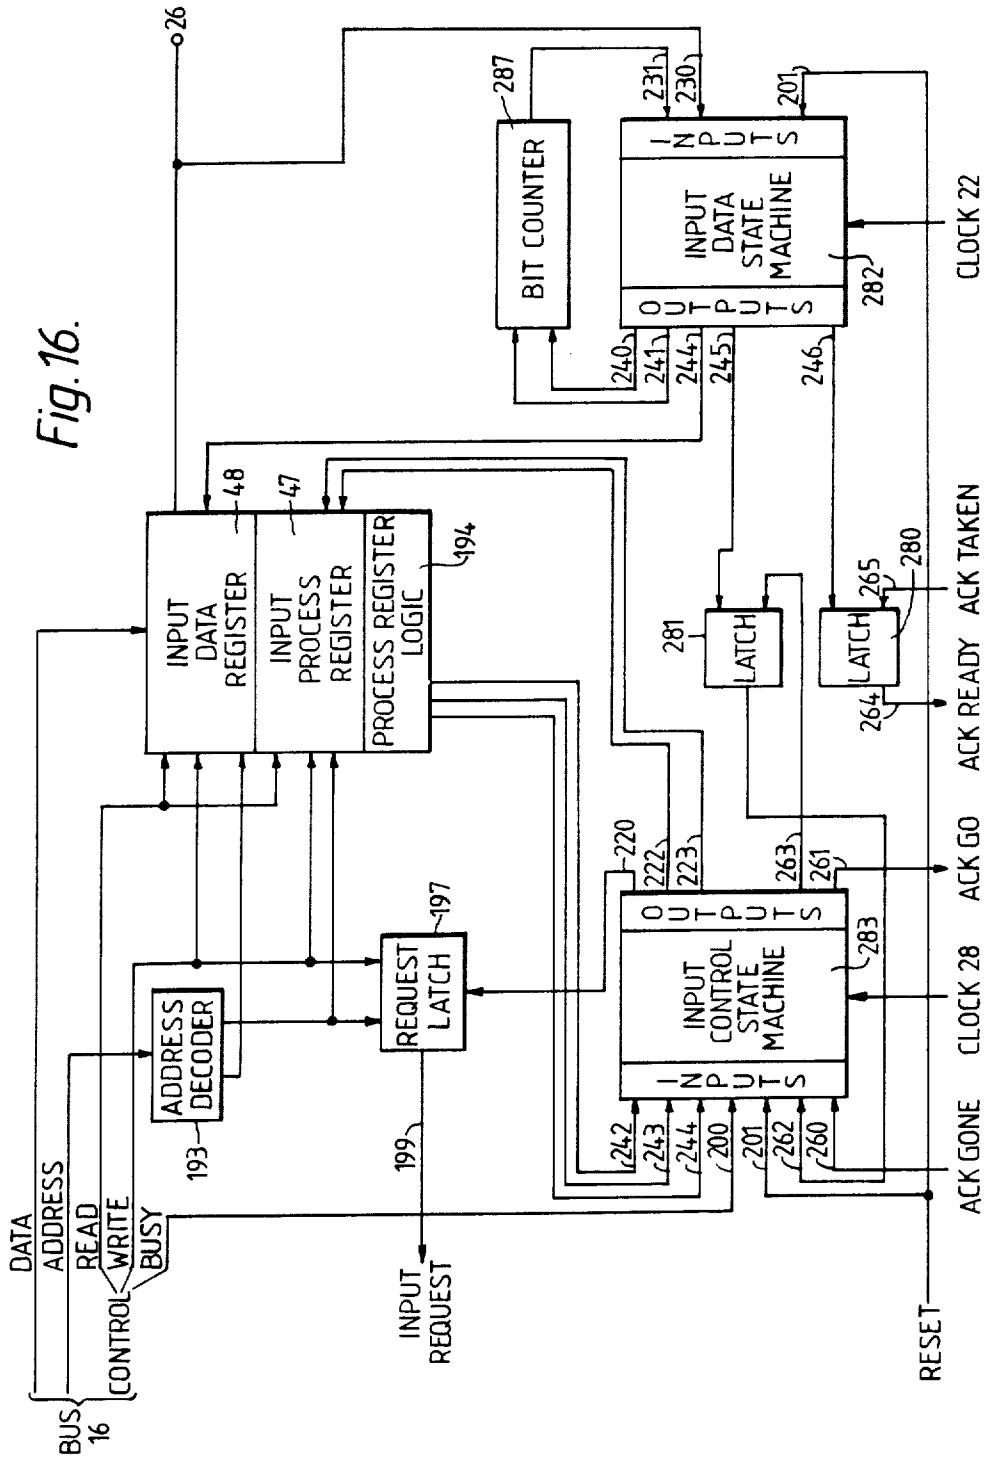 Fig. 16.
BUS
16
DATA
ADDRESS
CONTROL
READ
WRITE
BUSY
193
ADDRESS
DECODER
INPUT
DATA
REGISTER
48
INPUT
PROCESS
REGISTER
47
PROCESS REGISTER
LOGIC
194
26
287
BIT COUNTER
199
INPUT
REQUEST
REQUEST
LATCH
197
220
222
223
263
261
242
243
244
200
201
262
260
INPUTS
INPUT
CONTROL
STATE
MACHINE
OUTPUTS
283
281
LATCH
LATCH
280
264
265
240
241
244
245
246
OUTPUTS
INPUT
DATA
STATE
MACHINE
INPUTS
282
231
230
201
RESET
ACK GONE
CLOCK 28
ACK GO
ACK READY
ACK TAKEN
CLOCK 22